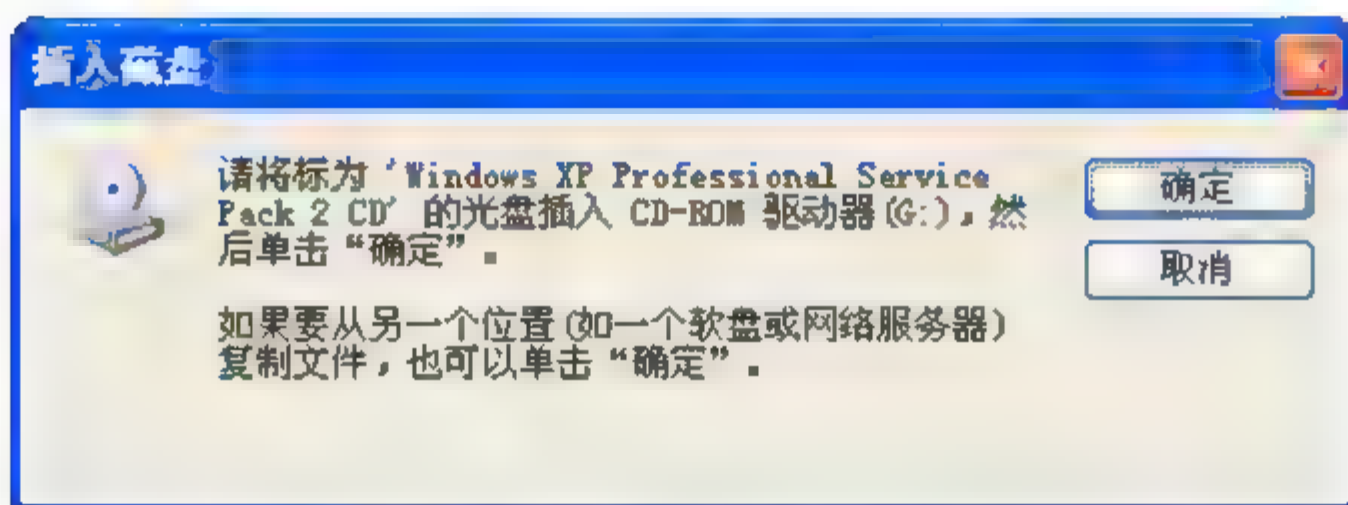 插入磁盘
请将标为 'Windows XP Professional Service
Pack 2 CD' 的光盘插入 CD-ROM 驱动器(G:)，然
后单击“确定”。
如果要从另一个位置(如一个软盘或网络服务器)
复制文件，也可以单击“确定”。
确定
取消